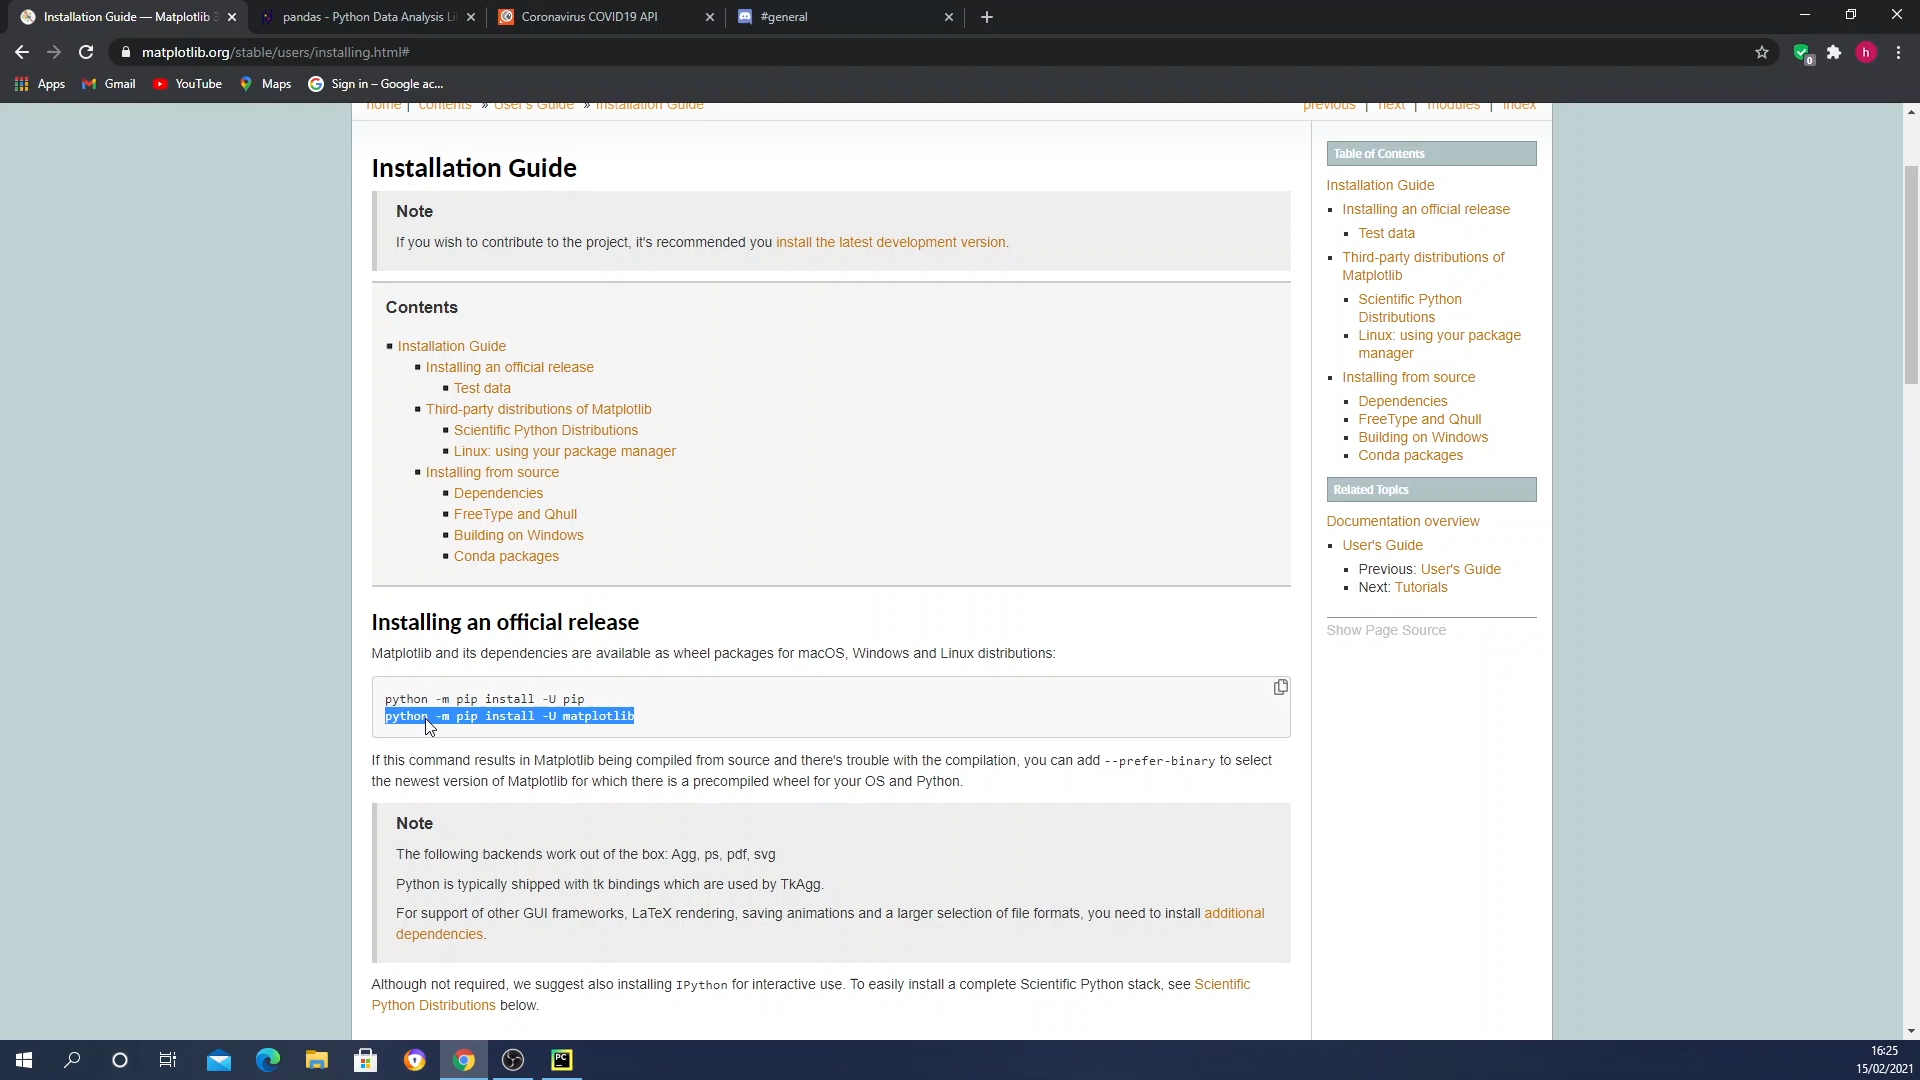 Installation Guide — Matplotlib 3
pandas - Python Data Analysis Li
Coronavirus COVID19 API
#general
matplotlib.org/stable/users/installing.html#
0
h
Apps
Gmail
YouTube
Maps
Sign in – Google ac...
home | contents » User's Guide » Installation Guide
previous | next | modules | index
Installation Guide
Note
If you wish to contribute to the project, it's recommended you install the latest development version.
Contents
Installation Guide
Installing an official release
Test data
Third-party distributions of Matplotlib
Scientific Python Distributions
Linux: using your package manager
Installing from source
Dependencies
FreeType and Qhull
Building on Windows
Conda packages
Installing an official release
Matplotlib and its dependencies are available as wheel packages for macOS, Windows and Linux distributions:
python -m pip install -U pip
python -m pip install -U matplotlib
If this command results in Matplotlib being compiled from source and there's trouble with the compilation, you can add --prefer-binary to select
the newest version of Matplotlib for which there is a precompiled wheel for your OS and Python.
Note
The following backends work out of the box: Agg, ps, pdf, svg
Python is typically shipped with tk bindings which are used by TkAgg.
For support of other GUI frameworks, LaTeX rendering, saving animations and a larger selection of file formats, you need to install additional
dependencies.
Although not required, we suggest also installing IPython for interactive use. To easily install a complete Scientific Python stack, see Scientific
Python Distributions below.
Table of Contents
Installation Guide
Installing an official release
Test data
Third-party distributions of
Matplotlib
Scientific Python
Distributions
Linux: using your package
manager
Installing from source
Dependencies
FreeType and Qhull
Building on Windows
Conda packages
Related Topics
Documentation overview
User's Guide
Previous: User's Guide
Next: Tutorials
Show Page Source
PC
16:25
15/02/2021